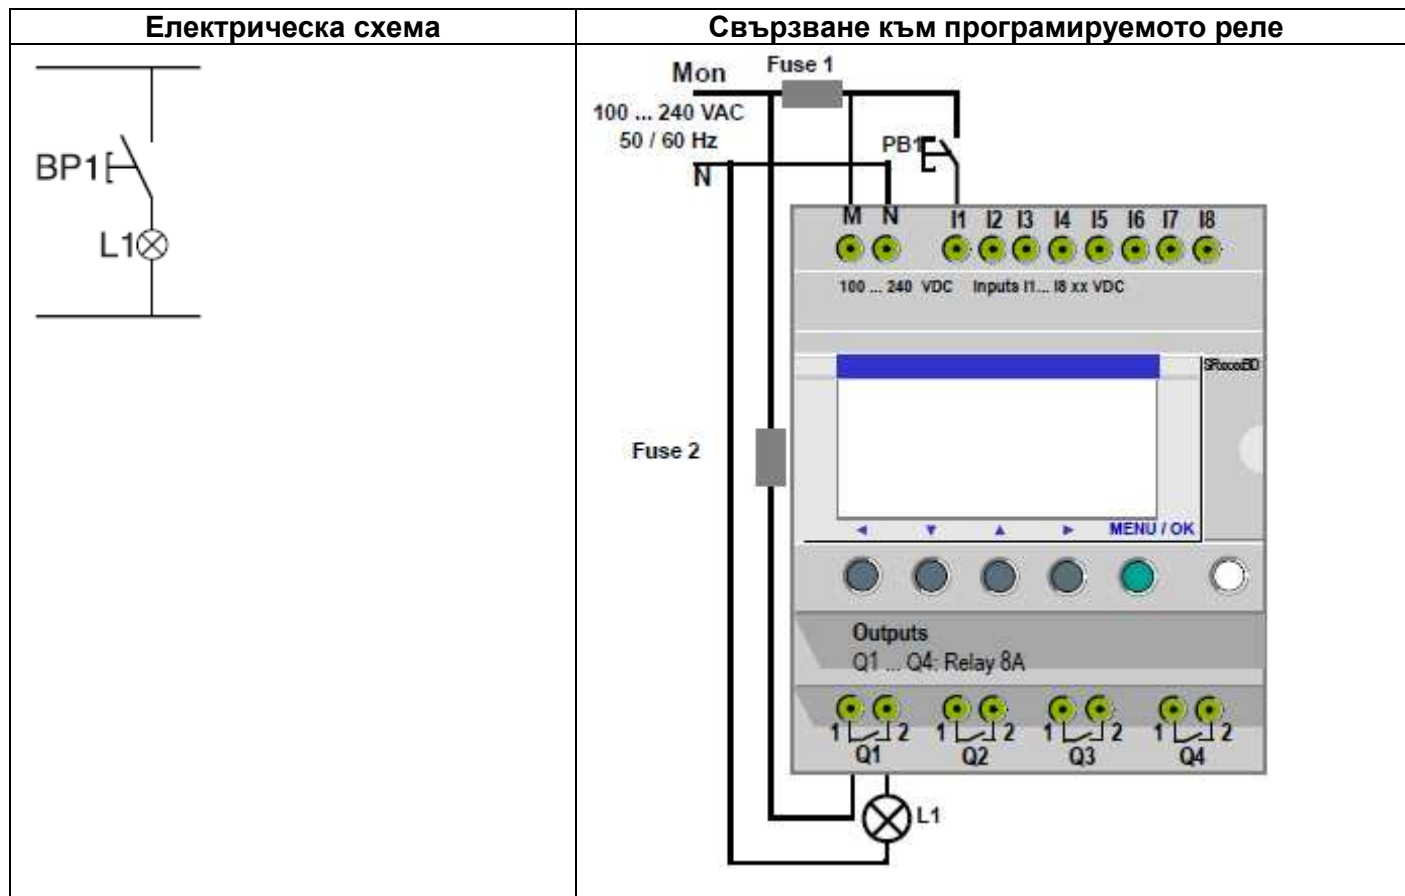 Електрическа схема
Свързване към програмируемото реле
BP1
L1
Mon
Fuse 1
100 ... 240 VAC
50 / 60 Hz
N
PB1
M N I1 I2 I3 I4 I5 I6 I7 I8
100 ... 240 VDC Inputs I1... I8 xx VDC
SRxxxBD
Fuse 2
MENU / OK
Outputs
Q1 ... Q4: Relay 8A
1 2 1 2 1 2 1 2
Q1 Q2 Q3 Q4
L1